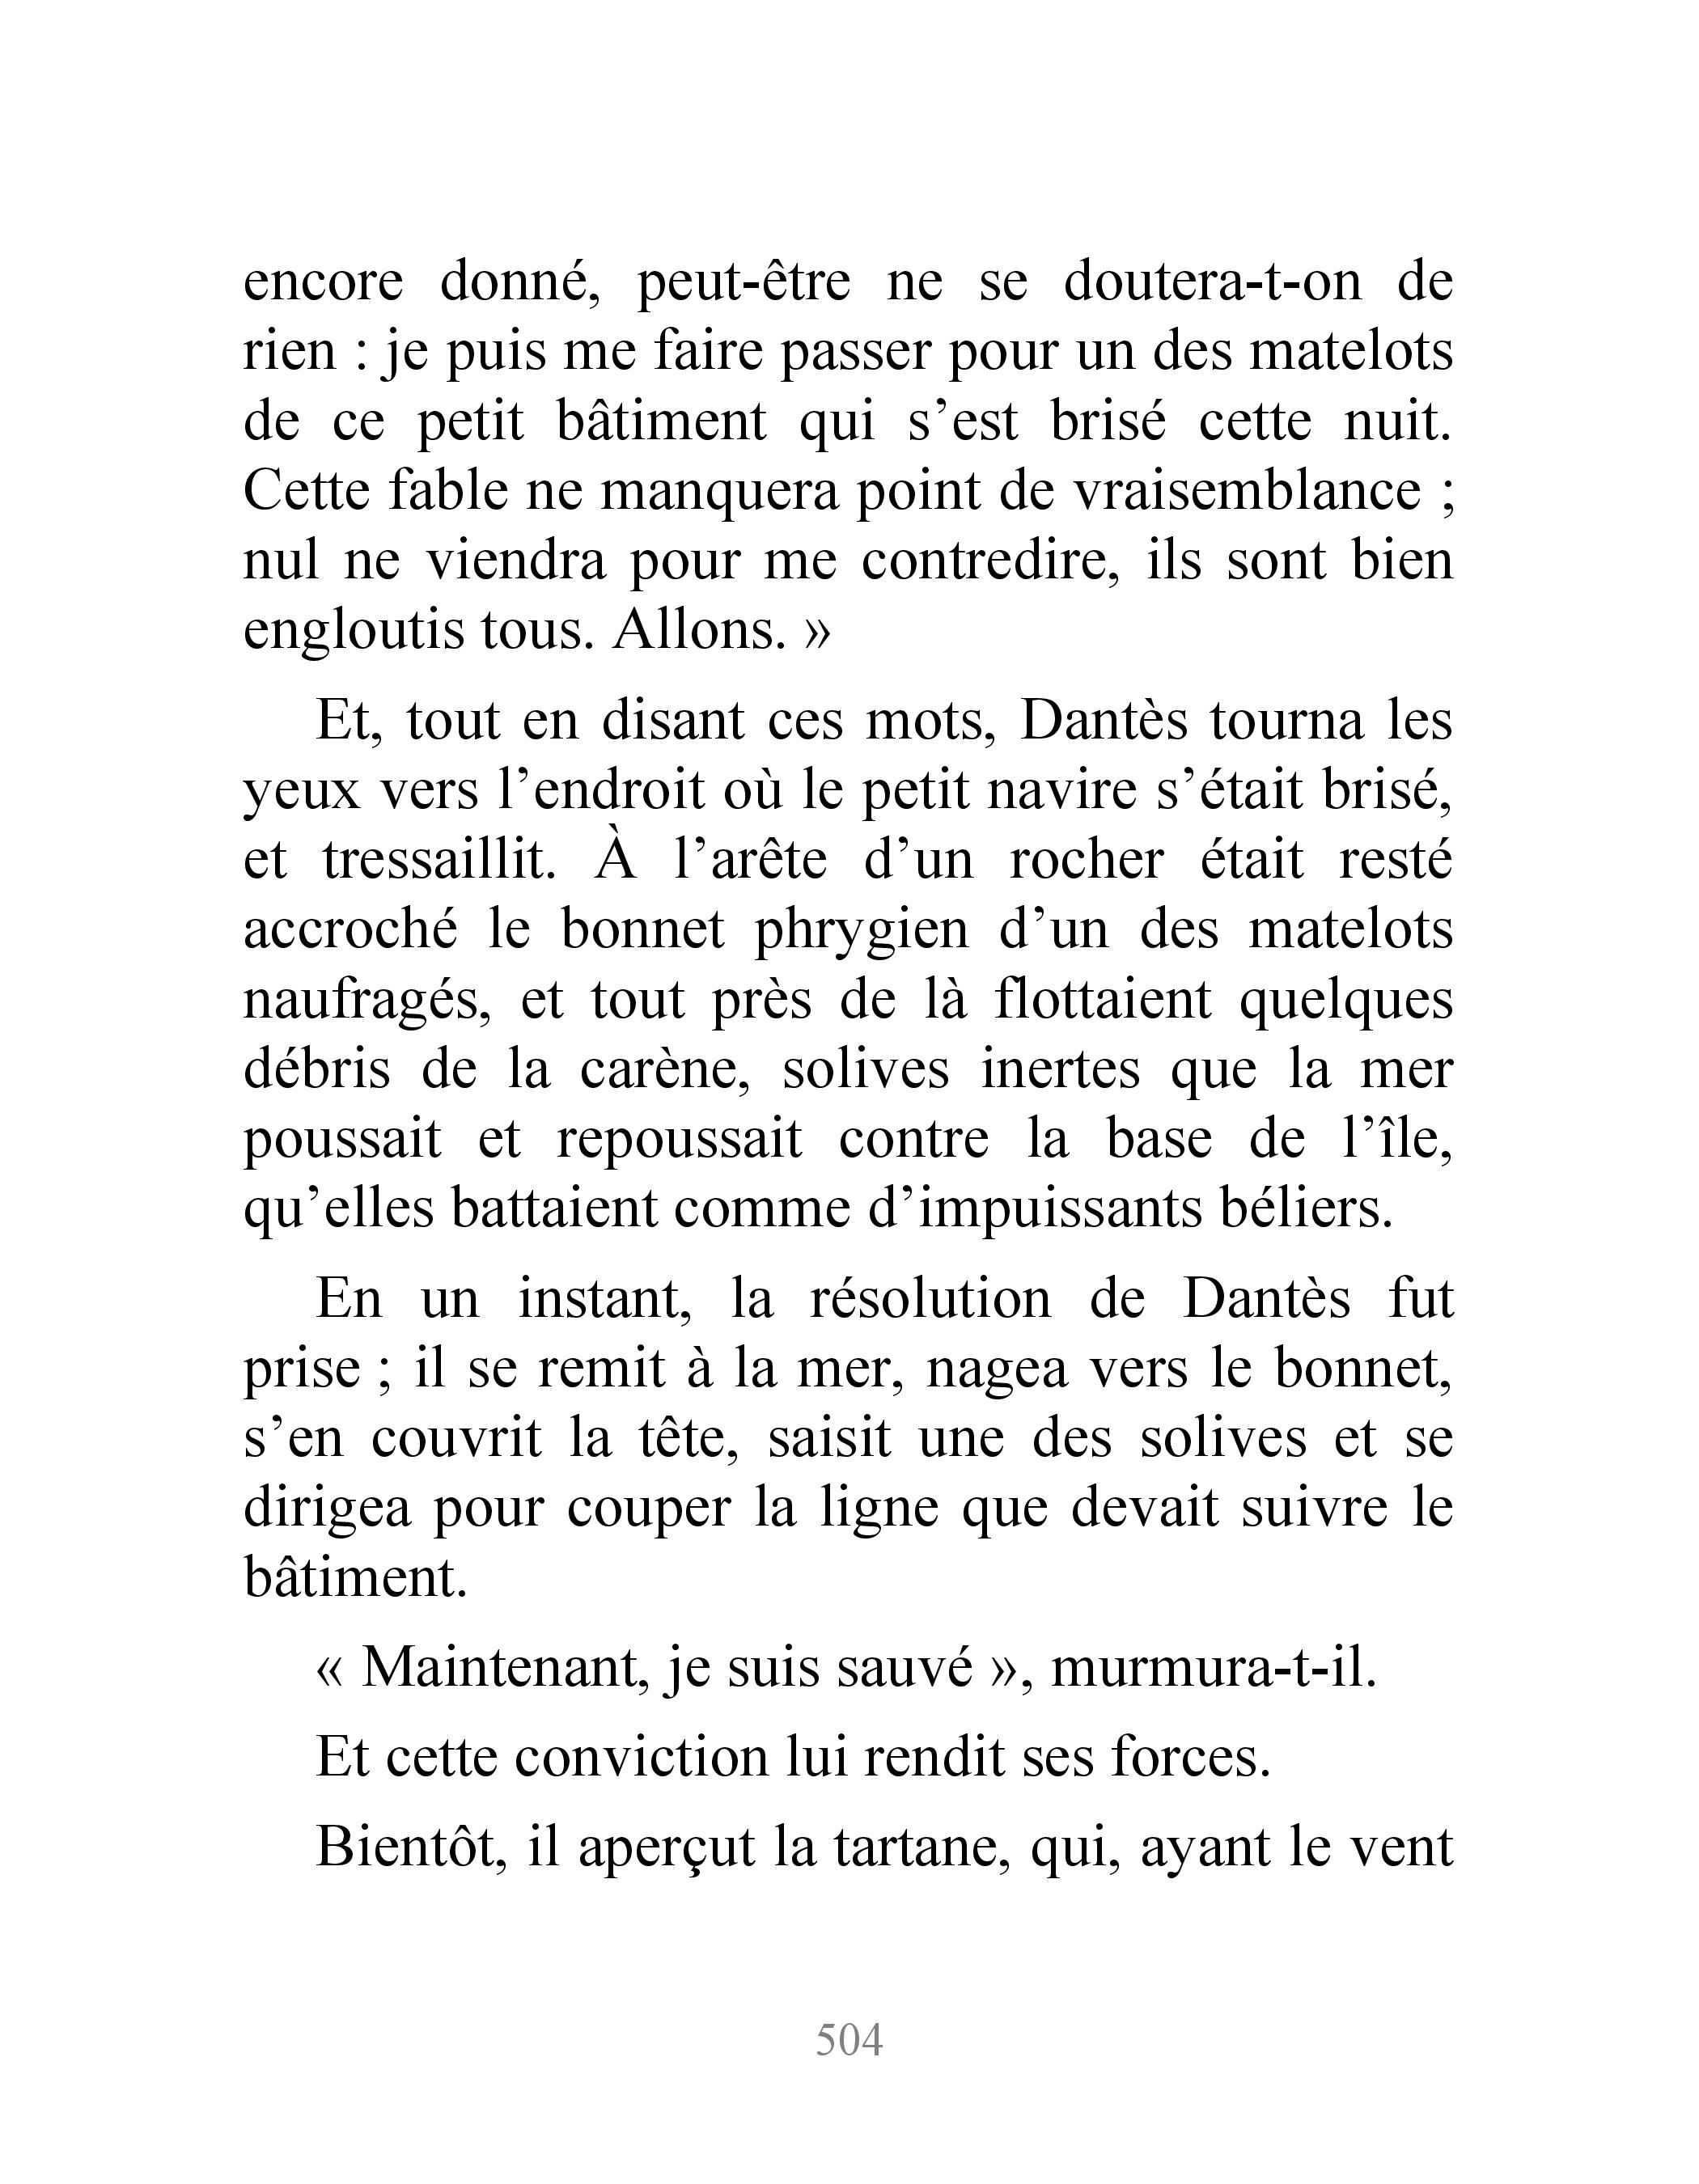 encore donné, peut-être ne se doutera-t-on de
rien : je puis me faire passer pour un des matelots
de ce petit bâtiment qui s’est brisé cette nuit.
Cette fable ne manquera point de vraisemblance ;
nul ne viendra pour me contredire, ils sont bien
engloutis tous. Allons. »
Et, tout en disant ces mots, Dantès tourna les
yeux vers l’endroit où le petit navire s’était brisé,
et tressaillit. À l’arête d’un rocher était resté
accroché le bonnet phrygien d’un des matelots
naufragés, et tout près de là flottaient quelques
débris de la carène, solives inertes que la mer
poussait et repoussait contre la base de l’île,
qu’elles battaient comme d’impuissants béliers.
En un instant, la résolution de Dantès fut
prise ; il se remit à la mer, nagea vers le bonnet,
s’en couvrit la tête, saisit une des solives et se
dirigea pour couper la ligne que devait suivre le
bâtiment.
« Maintenant, je suis sauvé », murmura-t-il.
Et cette conviction lui rendit ses forces.
Bientôt, il aperçut la tartane, qui, ayant le vent
504